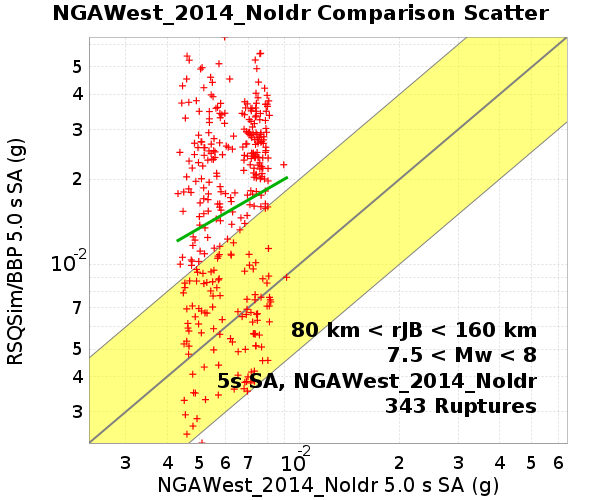 NGAWest_2014_NoIdr Comparison Scatter
RSQSim/BBP 5.0 s SA (g)
5
4
3
2
10^-2
7
5
4
3
80 km < rJB < 160 km
7.5 < Mw < 8
5s SA, NGAWest_2014_NoIdr
343 Ruptures
3 4 5 6 7 10^-2 2 3 4 5 6
NGAWest_2014_NoIdr 5.0 s SA (g)